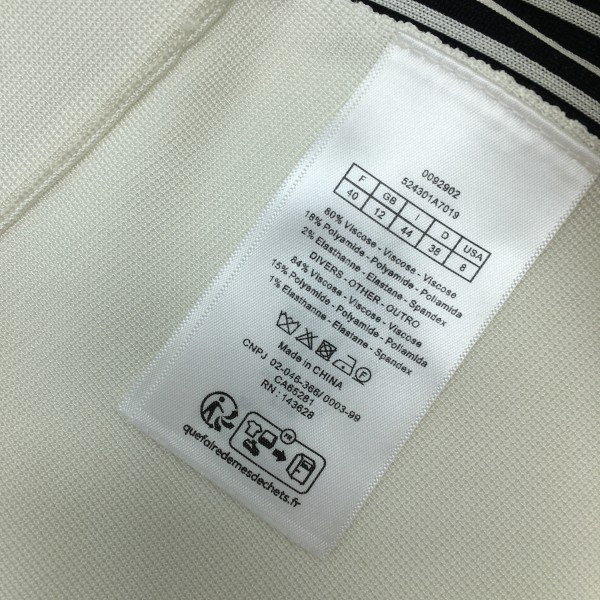 0092902
524301A7019
F GB I D USA
40 12 44 38 8
80% Viscose - Viscose - Viscose
18% Polyamide - Polyamide - Poliamida
2% Elasthanne - Elastane - Spandex
DIVERS - OTHER - OUTRO
84% Viscose - Viscose - Viscose
15% Polyamide - Polyamide - Poliamida
1% Elasthanne - Elastane - Spandex
F
Made in CHINA
CNPJ 02-046-366/ 0003-99
CA65281
RN : 143628
FR
quefairedemesdechets.fr